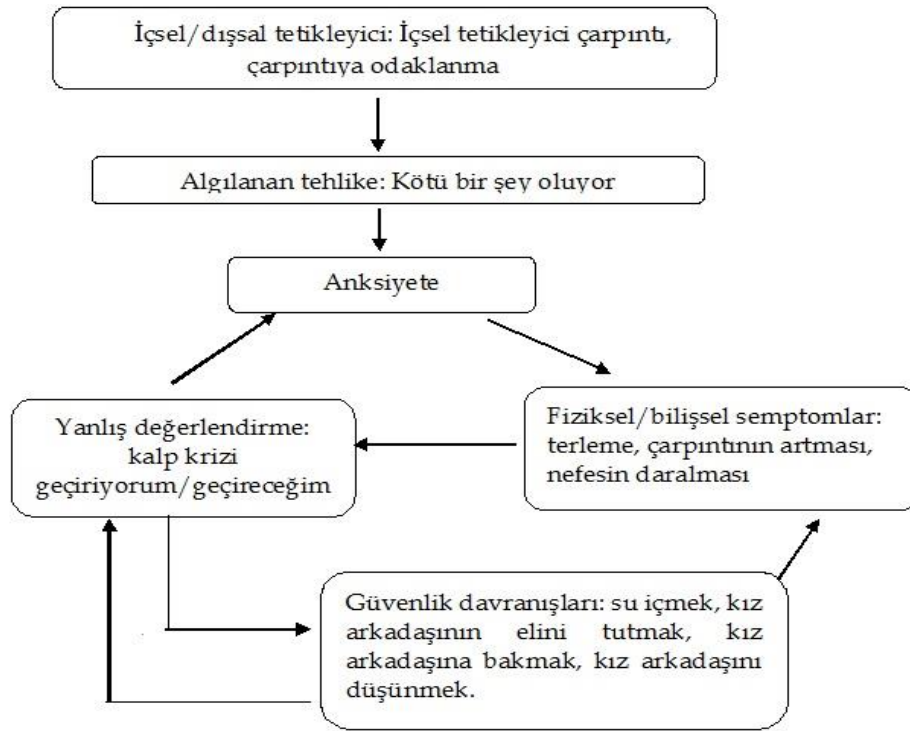 İçsel/dışsal tetikleyici: İçsel tetikleyici çarpıntı,
çarpıntıya odaklanma
Algılanan tehlike: Kötü bir şey oluyor
Anksiyete
Yanlış değerlendirme:
kalp krizi
geçiriyorum/geçireceğim
Fiziksel/bilişsel semptomlar:
terleme, çarpıntının artması,
nefesin daralması
Güvenlik davranışları: su içmek, kız
arkadaşının elini tutmak, kız
arkadaşına bakmak, kız arkadaşını
düşünmek.